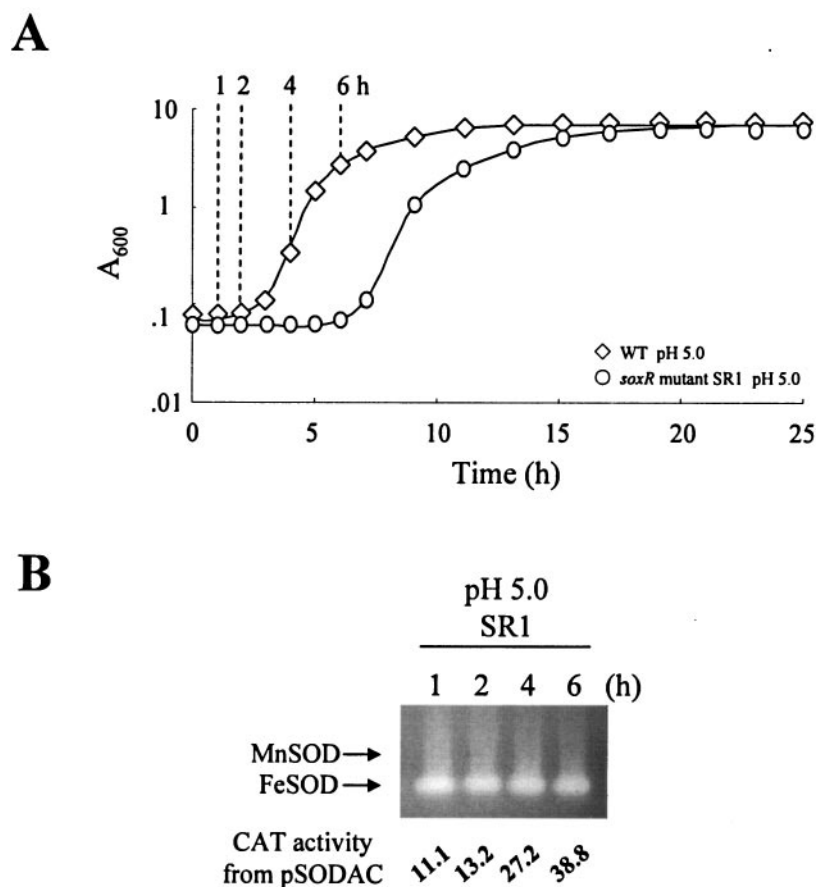 A
1 2 4 6 h
10
1
.1
.01
A600
0 5 10 15 20 25
Time (h)
WT pH 5.0
soxR mutant SR1 pH 5.0
B
pH 5.0
SR1
1 2 4 6 (h)
MnSOD
FeSOD
CAT activity
from pSODAC
11.1 13.2 27.2 38.8